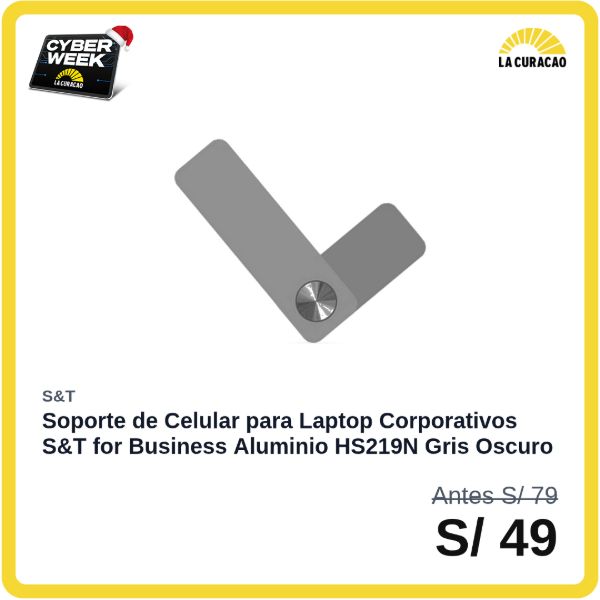 CYBER
WEEK
LA CURACAO
LA CURACAO
S&T
Soporte de Celular para Laptop Corporativos
S&T for Business Aluminio HS219N Gris Oscuro
Antes S/ 79
S/ 49